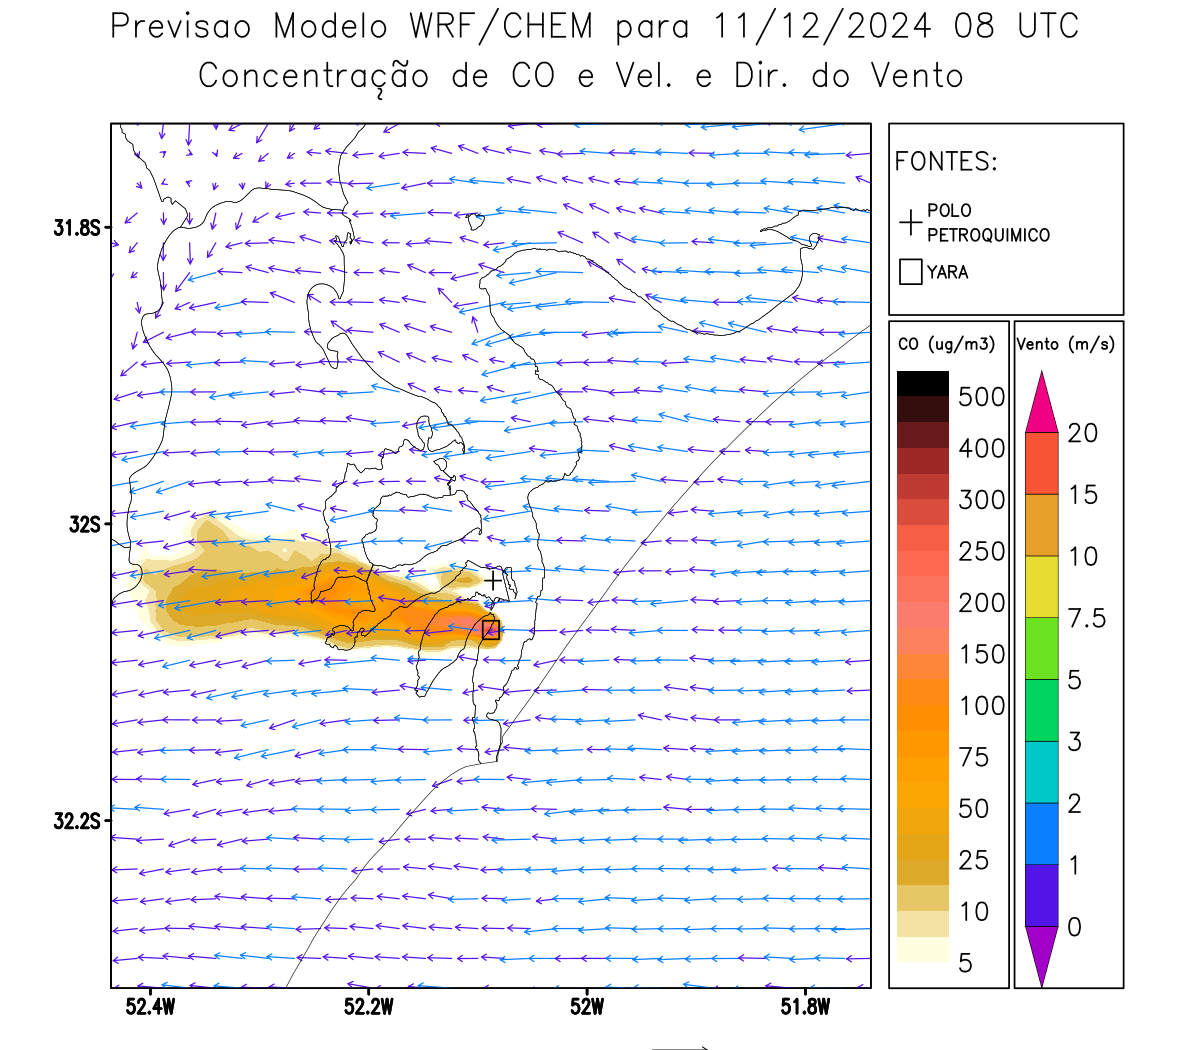 Previsao Modelo WRF/CHEM para 11/12/2024 08 UTC
Concentração de CO e Vel. e Dir. do Vento
FONTES:
POLO
PETROQUIMICO
YARA
CO (ug/m3)
500
400
300
250
200
150
100
75
50
25
10
5
Vento (m/s)
20
15
10
7.5
5
3
2
1
0
31.8S
32S
32.2S
52.4W
52.2W
52W
51.8W